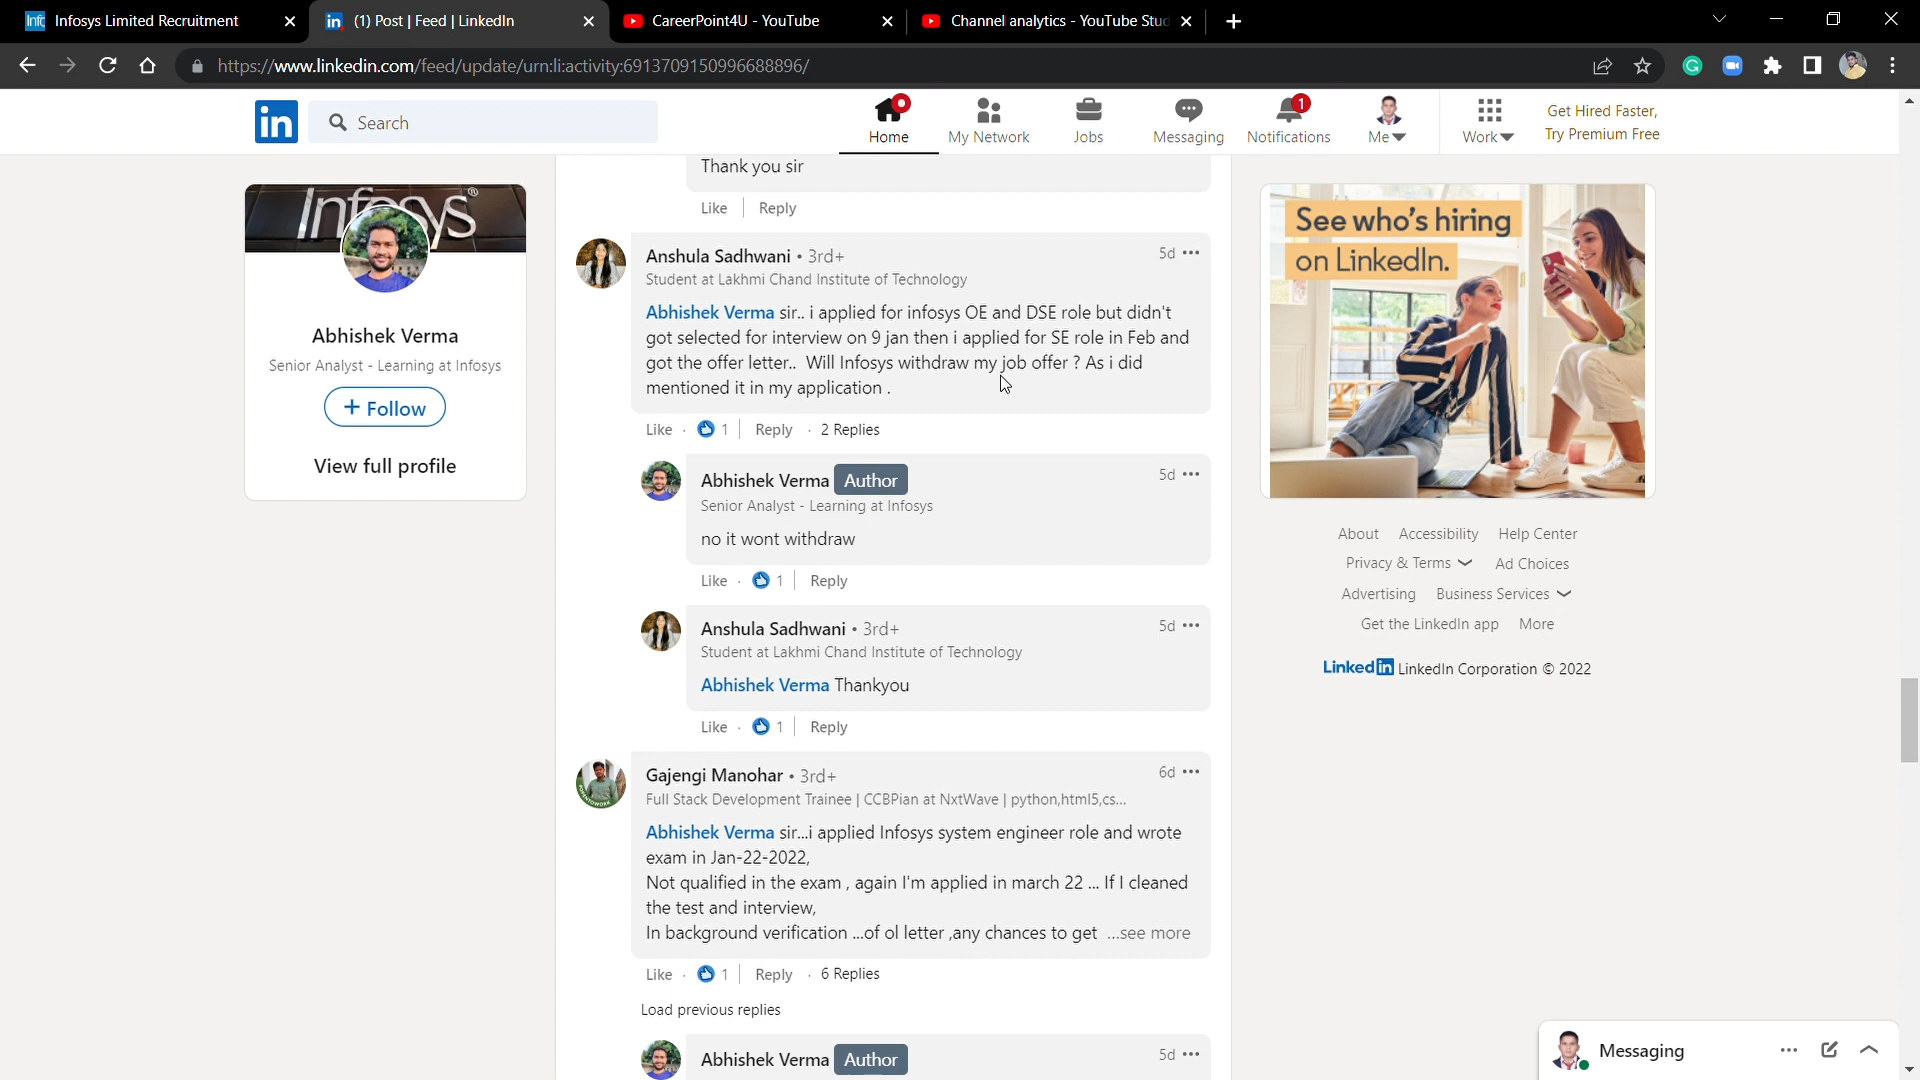 Infosys Limited Recruitment
(1) Post | Feed | LinkedIn
CareerPoint4U - YouTube
Channel analytics - YouTube Stud
https://www.linkedin.com/feed/update/urn:li:activity:6913709150996688896/
in
Search
Home
My Network
Jobs
Messaging
1
Notifications
Me
Work
Get Hired Faster,
Try Premium Free
Infosys®
Abhishek Verma
Senior Analyst - Learning at Infosys
+ Follow
View full profile
Thank you sir
Like
Reply
Anshula Sadhwani • 3rd+
5d •••
Student at Lakhmi Chand Institute of Technology
Abhishek Verma sir.. i applied for infosys OE and DSE role but didn't
got selected for interview on 9 jan then i applied for SE role in Feb and
got the offer letter.. Will Infosys withdraw my job offer ? As i did
mentioned it in my application .
Like · 1 | Reply · 2 Replies
Abhishek Verma Author
5d •••
Senior Analyst - Learning at Infosys
no it wont withdraw
Like · 1 | Reply
Anshula Sadhwani • 3rd+
5d •••
Student at Lakhmi Chand Institute of Technology
Abhishek Verma Thankyou
Like · 1 | Reply
Gajengi Manohar • 3rd+
6d •••
Full Stack Development Trainee | CCBPian at NxtWave | python,html5,cs...
Abhishek Verma sir...i applied Infosys system engineer role and wrote
exam in Jan-22-2022,
Not qualified in the exam , again I'm applied in march 22 ... If I cleaned
the test and interview,
In background verification ...of ol letter ,any chances to get ...see more
Like · 1 | Reply · 6 Replies
Load previous replies
Abhishek Verma Author
5d •••
See who's hiring
on LinkedIn.
About Accessibility Help Center
Privacy & Terms Ad Choices
Advertising Business Services
Get the LinkedIn app More
LinkedIn LinkedIn Corporation © 2022
Messaging